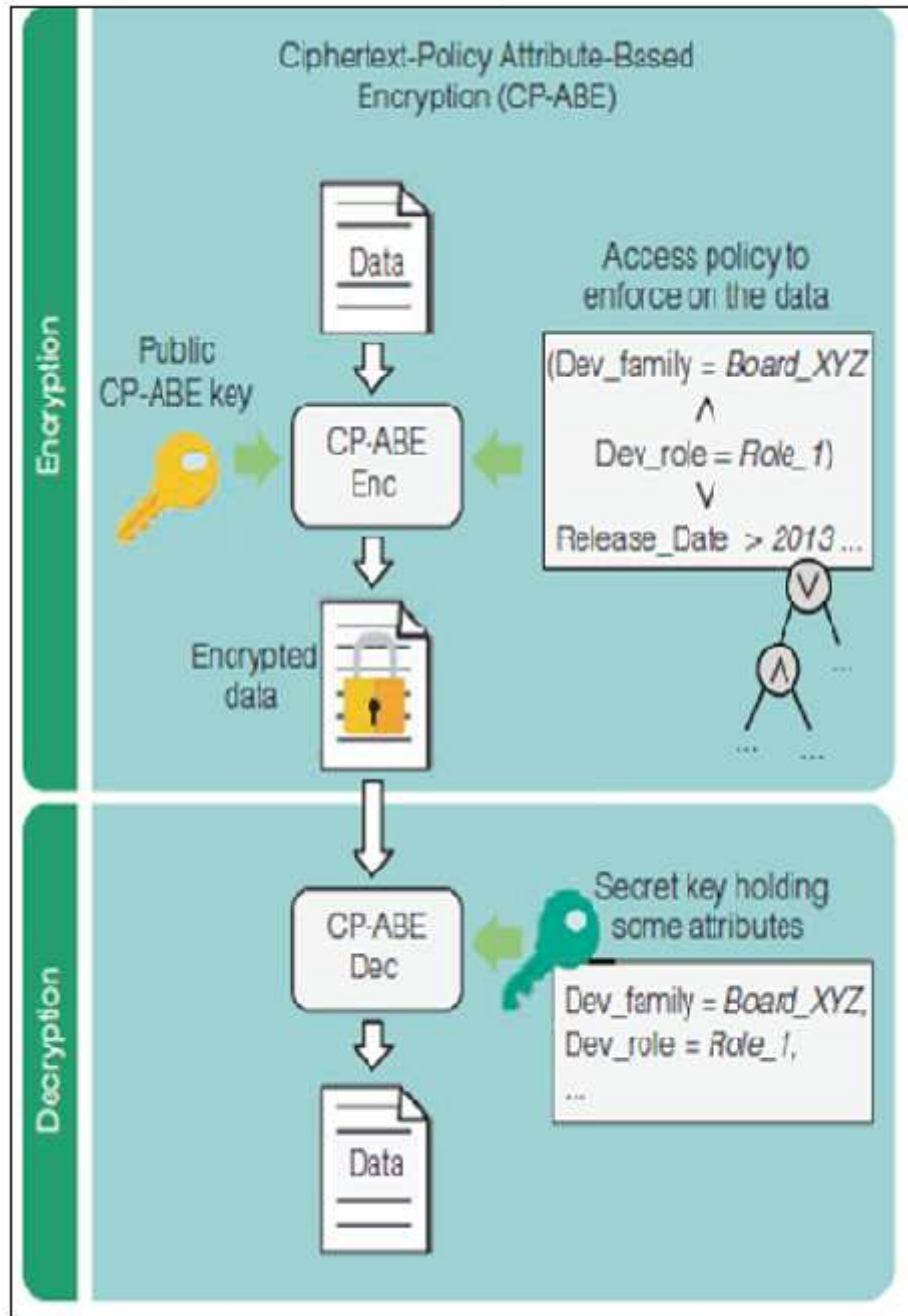 Ciphertext-Policy Attribute-Based
Encryption (CP-ABE)
Encryption
Data
Access policy to
enforce on the data
Public
CP-ABE key
CP-ABE
Enc
(Dev_family = Board_XYZ
∧
Dev_role = Role_1)
∨
Release_Date > 2013 ...
∨
...
∧
...
...
Encrypted
data
Decryption
CP-ABE
Dec
Secret key holding
some attributes
Dev_family = Board_XYZ,
Dev_role = Role_1,
...
Data